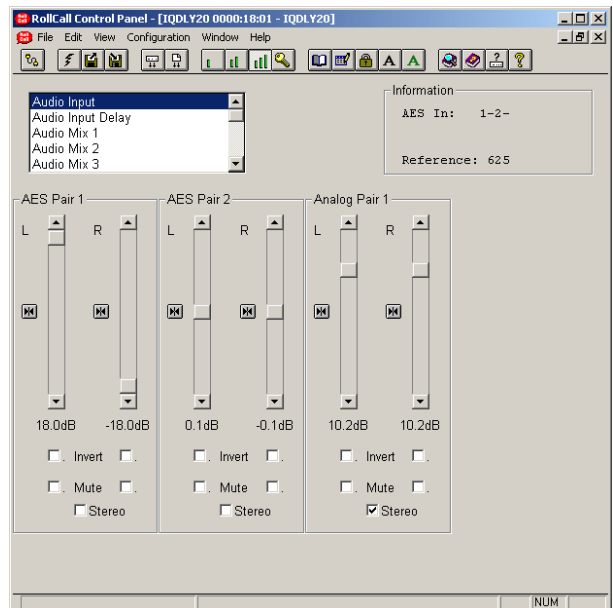 RollCall Control Panel - [IQDLY20 0000:18:01 - IQDLY20]
File Edit View Configuration Window Help
Audio Input
Audio Input Delay
Audio Mix 1
Audio Mix 2
Audio Mix 3
Information
AES In: 1-2-
Reference: 625
AES Pair 1 AES Pair 2 Analog Pair 1
L R L R L R
18.0dB -18.0dB 0.1dB -0.1dB 10.2dB 10.2dB
. Invert . . Invert . . Invert .
. Mute . . Mute . . Mute .
Stereo Stereo Stereo
NUM